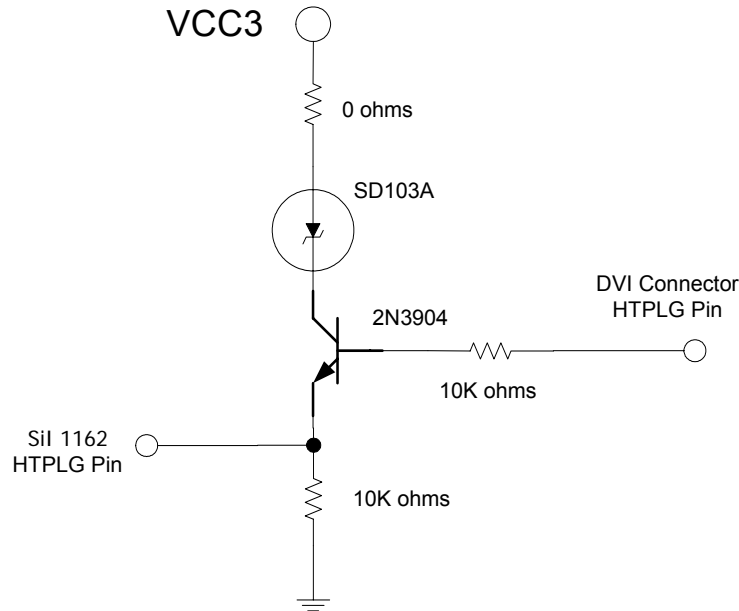 VCC3
0 ohms
SD103A
DVI Connector
HTPLG Pin
2N3904
10K ohms
SiI 1162
HTPLG Pin
10K ohms